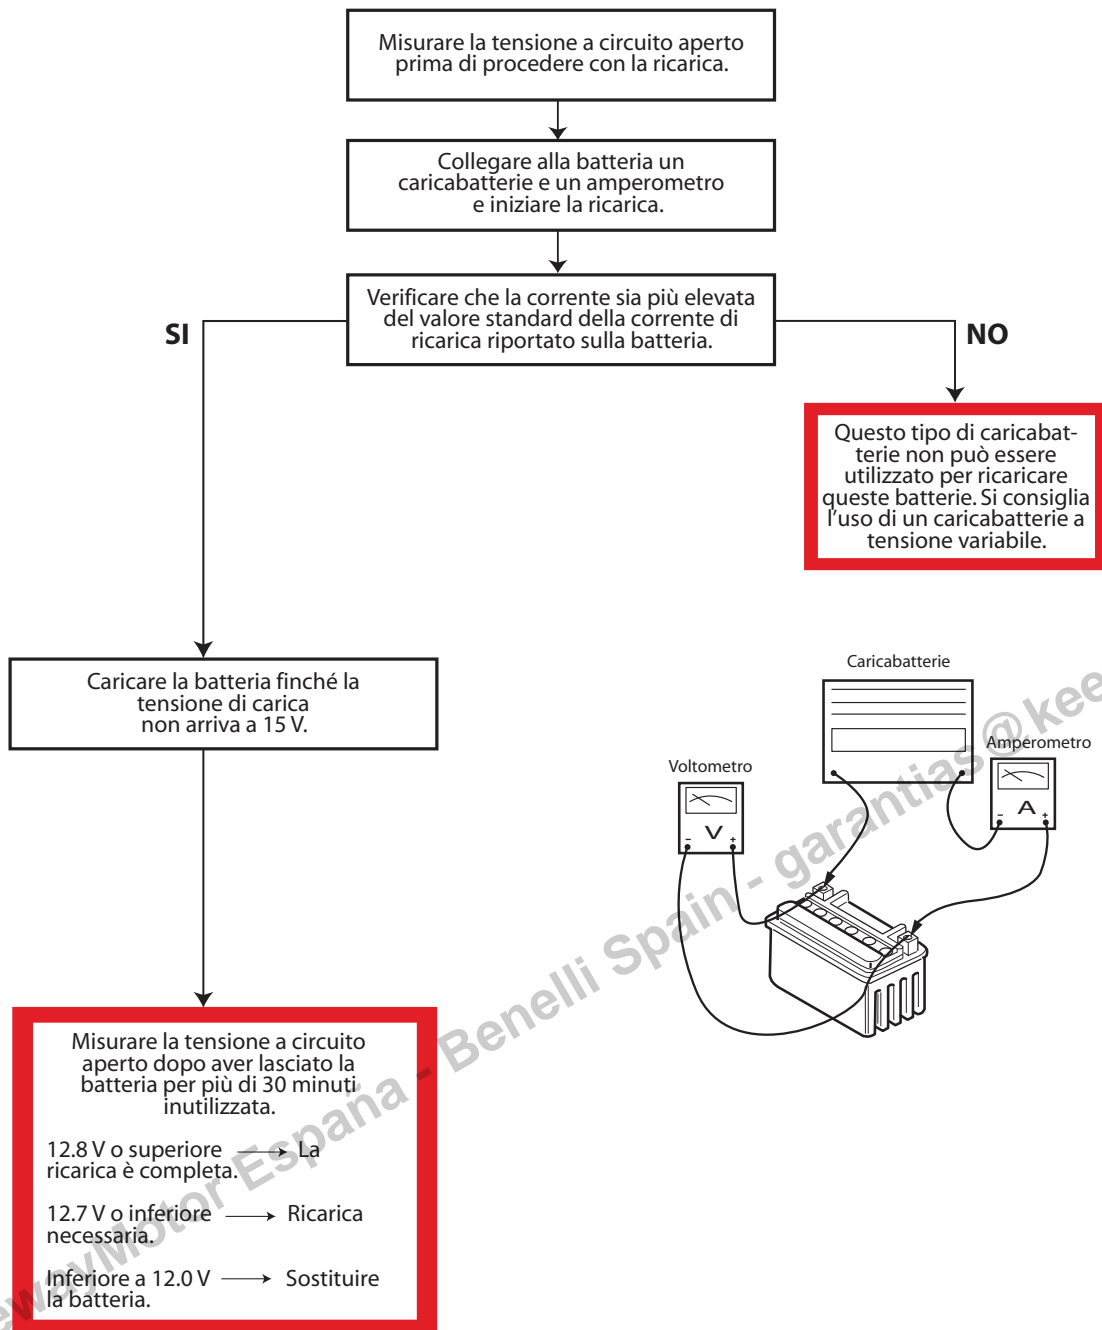 Misurare la tensione a circuito aperto
prima di procedere con la ricarica.
Collegare alla batteria un
caricabatterie e un amperometro
e iniziare la ricarica.
Verificare che la corrente sia più elevata
del valore standard della corrente di
ricarica riportato sulla batteria.
SI
NO
Questo tipo di caricabat-
terie non può essere
utilizzato per ricaricare
queste batterie. Si consiglia
l'uso di un caricabatterie a
tensione variabile.
Caricare la batteria finché la
tensione di carica
non arriva a 15 V.
Caricabatterie
Amperometro
Voltometro
A
- +
V
- +
Misurare la tensione a circuito
aperto dopo aver lasciato la
batteria per più di 30 minuti
inutilizzata.
12.8 V o superiore → La
ricarica è completa.
12.7 V o inferiore → Ricarica
necessaria.
Inferiore a 12.0 V → Sostituire
la batteria.
ewayMotor España - Benelli Spain - garantias@kee